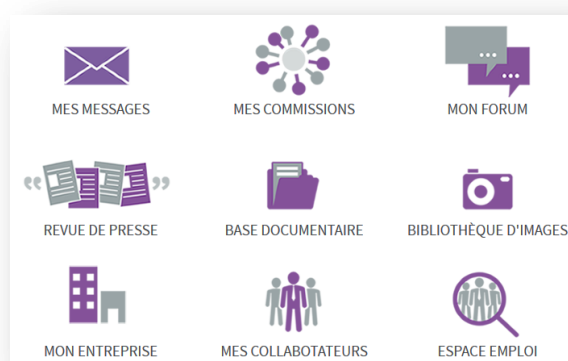 MES MESSAGES
MES COMMISSIONS
MON FORUM
REVUE DE PRESSE
BASE DOCUMENTAIRE
BIBLIOTHÈQUE D'IMAGES
MON ENTREPRISE
MES COLLABOTATEURS
ESPACE EMPLOI